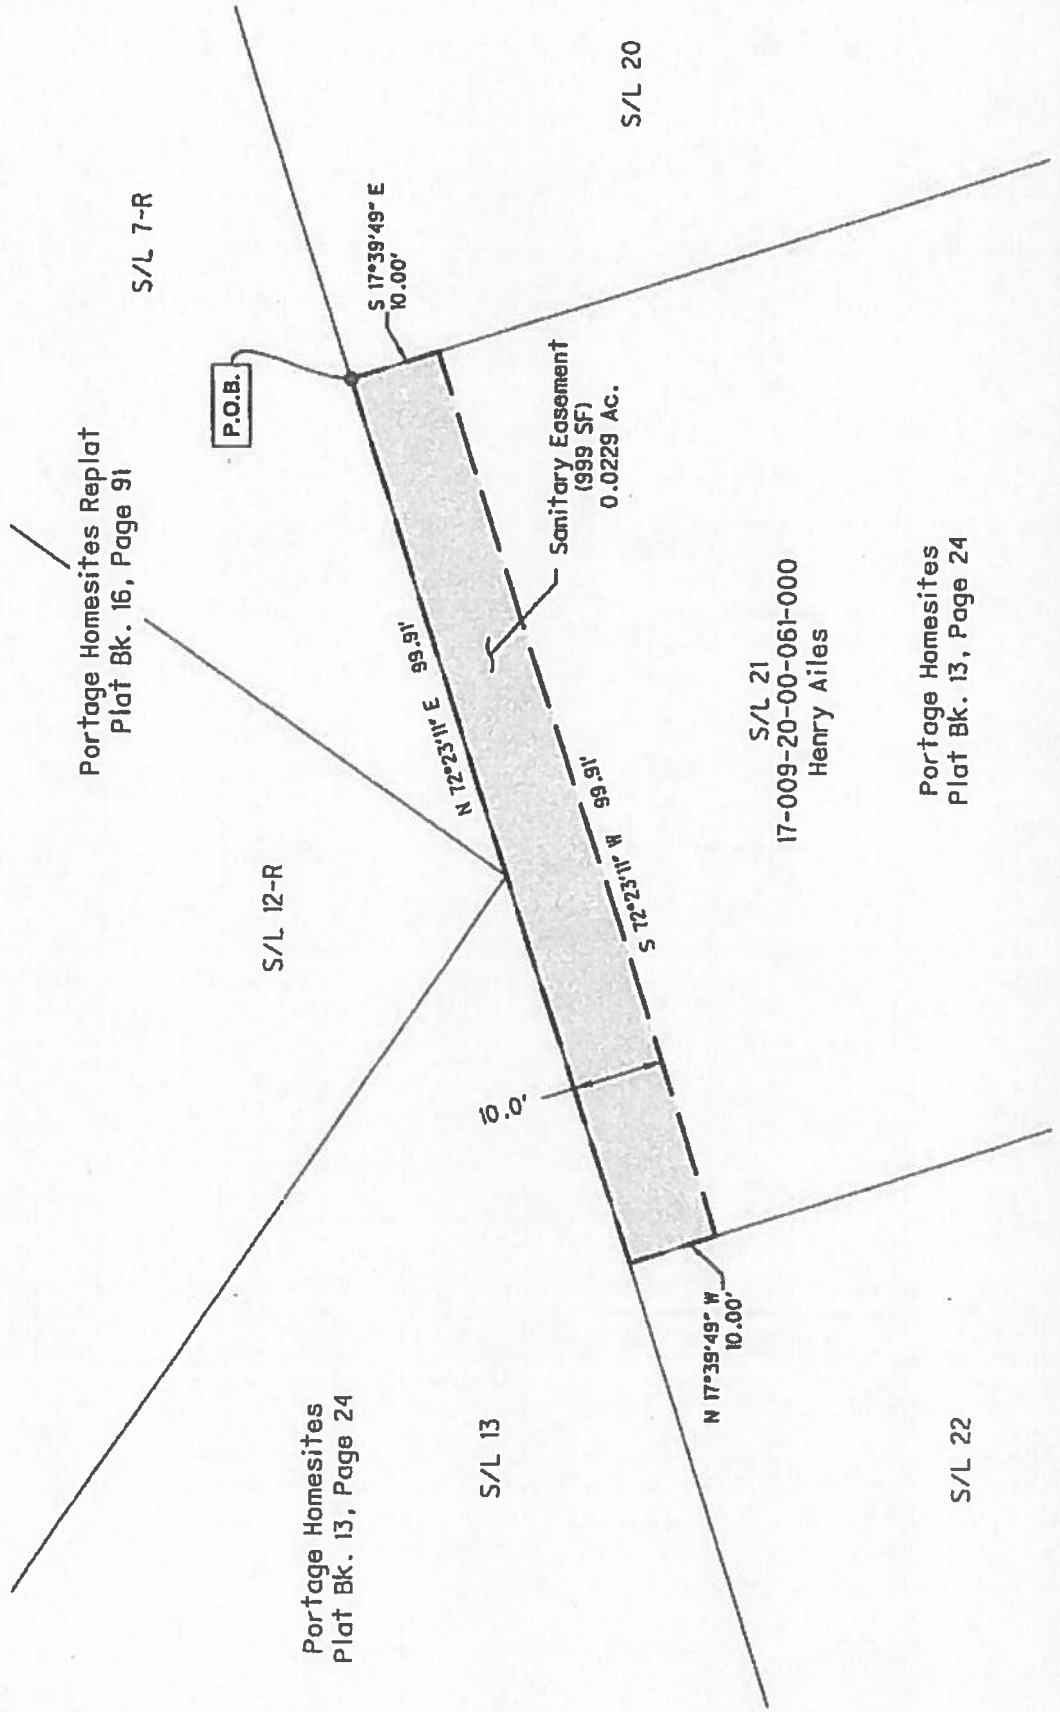 Portage Homesites Replat
Plat Bk. 16, Page 91
S/L 7-R
P.O.B.
S/L 20
S 17°39'49" E
10.00'
S/L 12-R
N 72°23'11" E 99.91'
Sanitary Easement
(999 SF)
0.0229 Ac.
Portage Homesites
Plat Bk. 13, Page 24
S/L 13
10.0'
S 72°23'11" W 99.91'
S/L 21
17-009-20-00-061-000
Henry Ailes
Portage Homesites
Plat Bk. 13, Page 24
N 17°39'49" W
10.00'
S/L 22